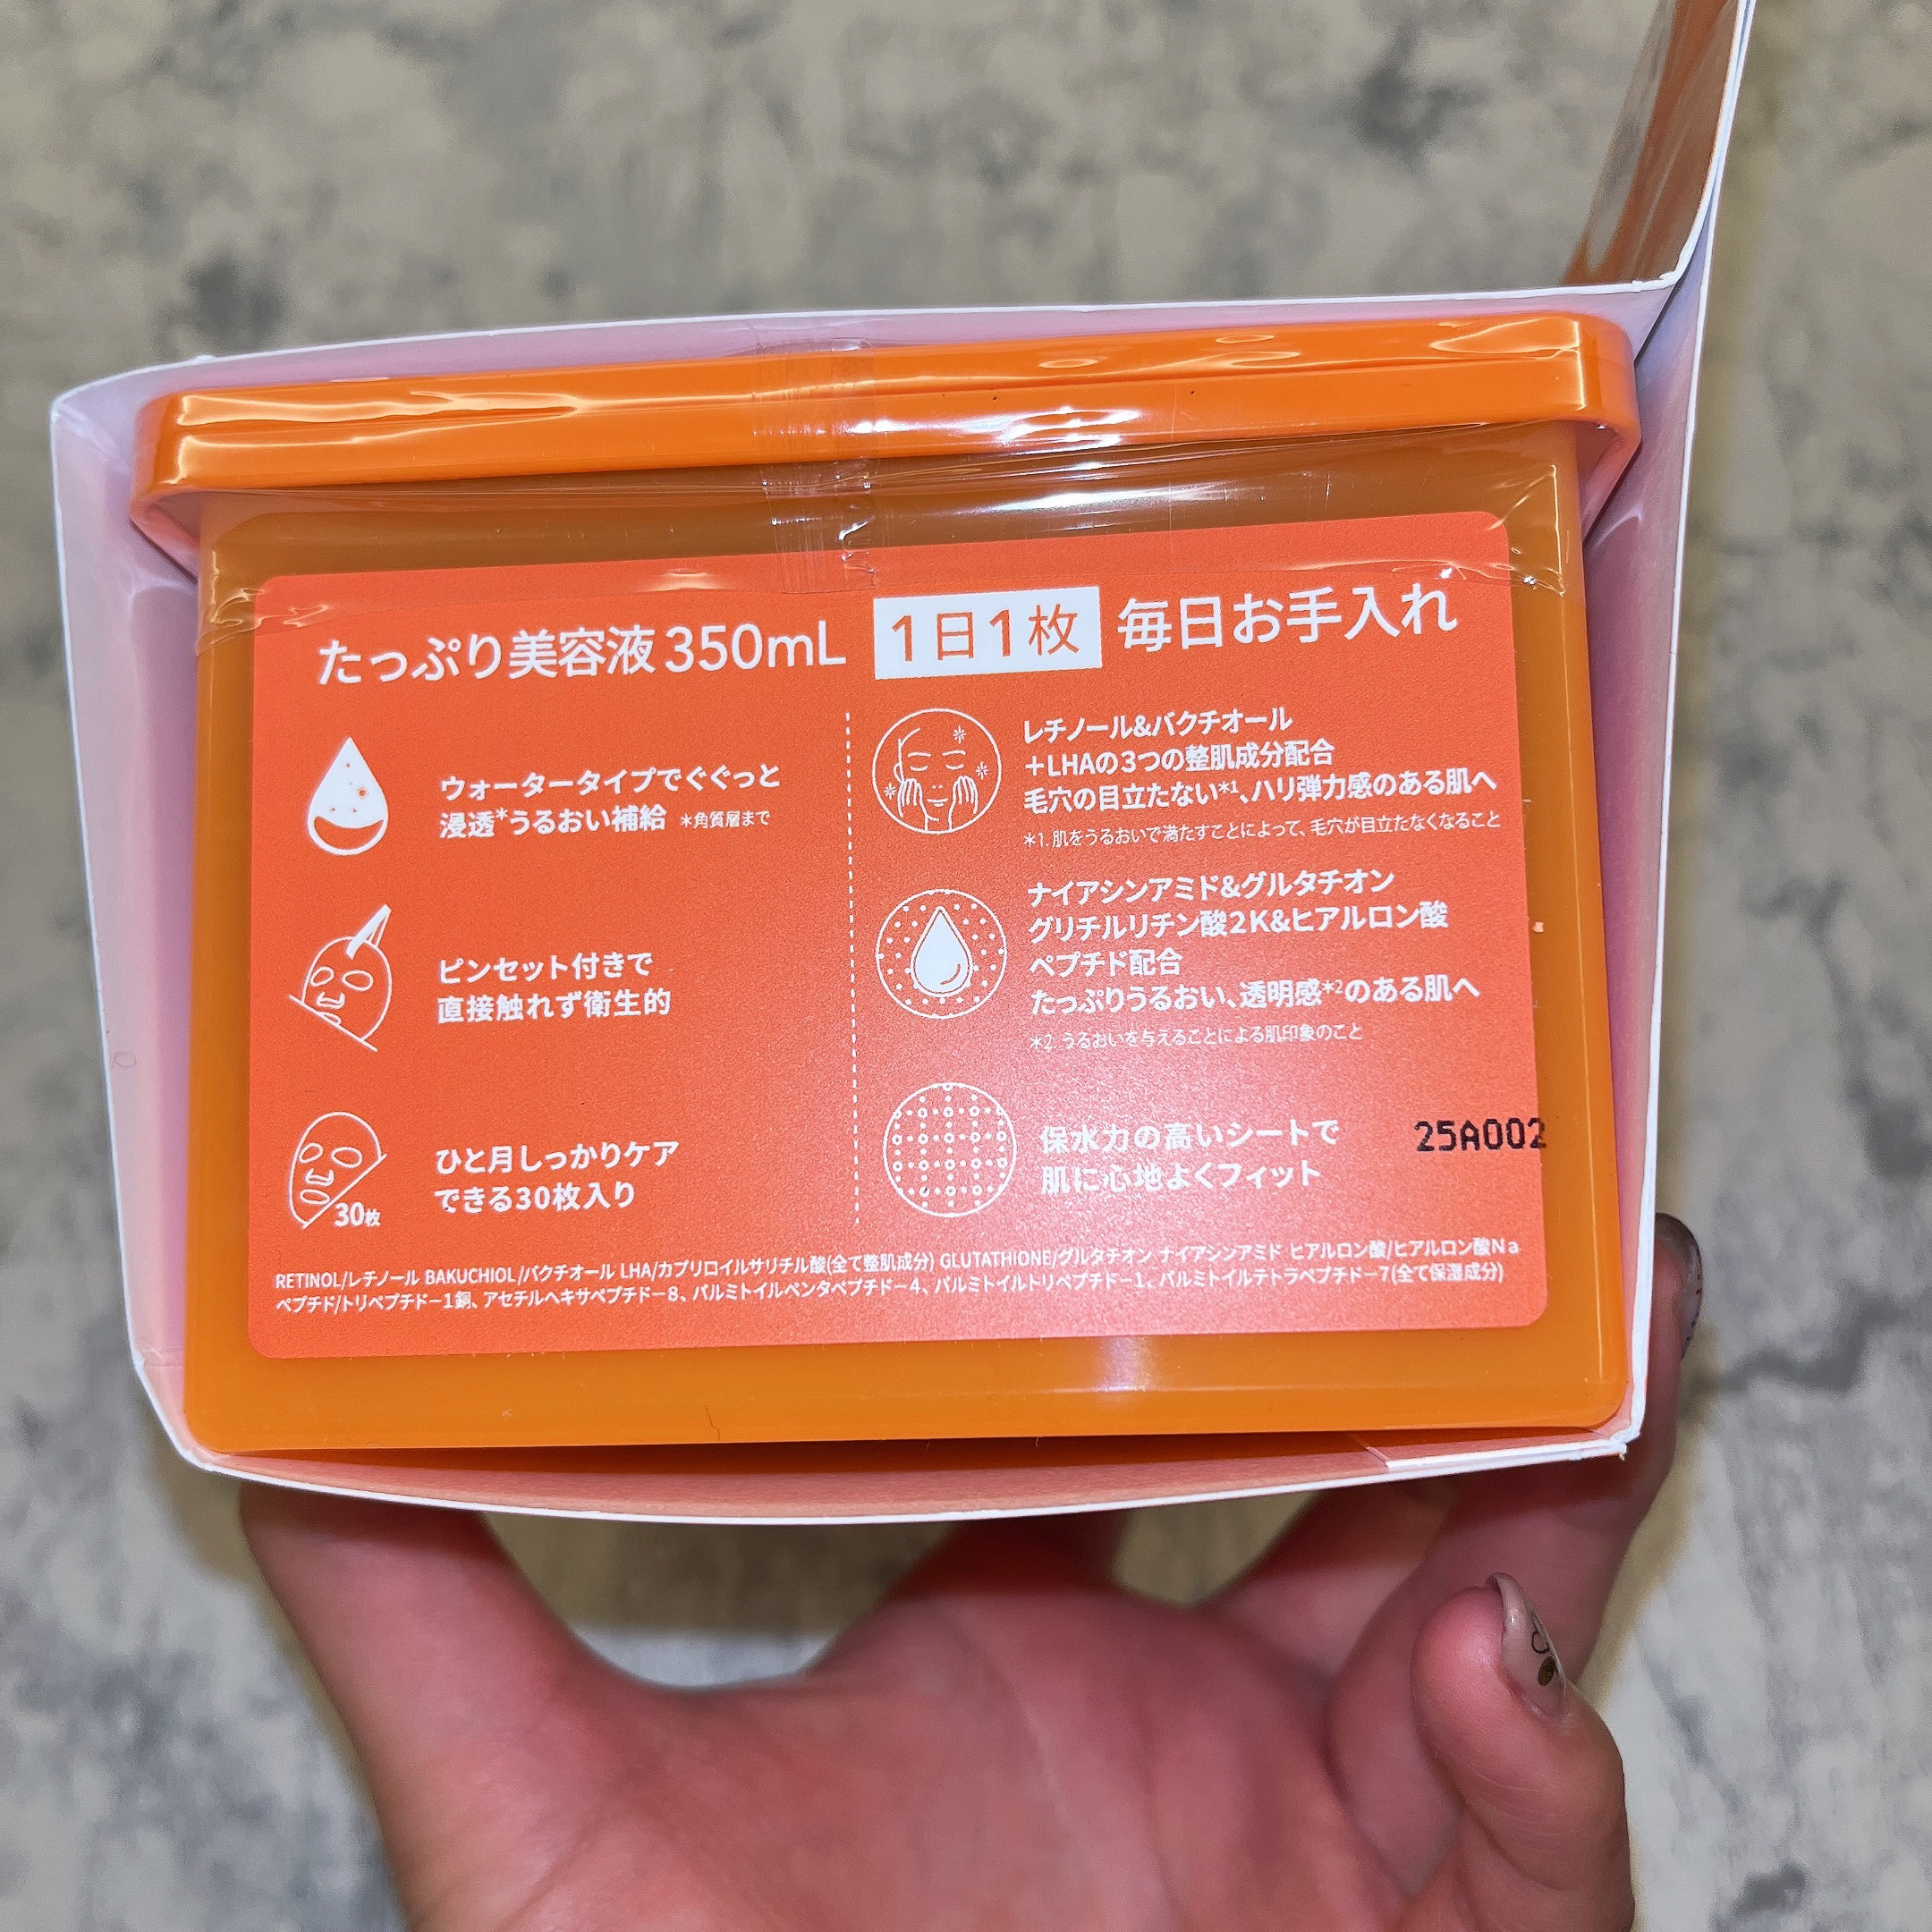 たっぷり美容液350mL 1日1枚 毎日お手入れ
ウォータータイプでぐぐっと
浸透*うるおい補給 *角質層まで
ピンセット付きで
直接触れず衛生的
30枚
ひと月しっかりケア
できる30枚入り
レチノール&バクチオール
+LHAの3つの整肌成分配合
毛穴の目立たない*1、ハリ弾力感のある肌へ
*1.肌をうるおいで満たすことによって、毛穴が目立たなくなること
ナイアシンアミド&グルタチオン
グリチルリチン酸2K&ヒアルロン酸
ペプチド配合
たっぷりうるおい、透明感*2のある肌へ
*2.うるおいを与えることによる肌印象のこと
保水力の高いシートで
肌に心地よくフィット
25A002
RETINOL/レチノール BAKUCHIOL/バクチオール LHA/カプリロイルサリチル酸(全て整肌成分) GLUTATHIONE/グルタチオン ナイアシンアミド ヒアルロン酸/ヒアルロン酸Na
ペプチド/トリペプチド-1銅、アセチルヘキサペプチド-8、パルミトイルペンタペプチド-4、パルミトイルトリペプチド-1、パルミトイルテトラペプチド-7(全て保湿成分)